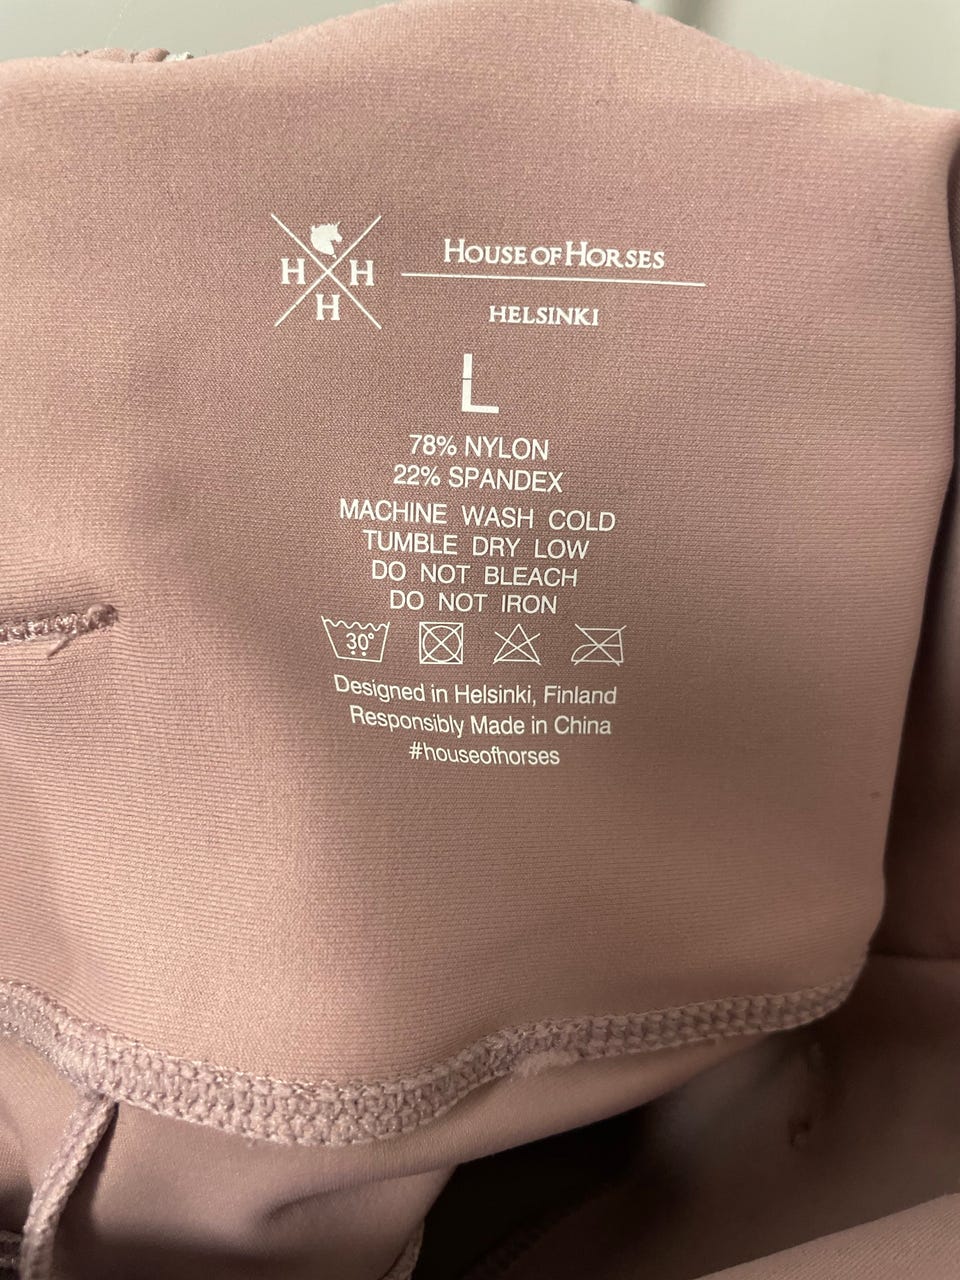 H H
H
HOUSE OF HORSES
HELSINKI
L
78% NYLON
22% SPANDEX
MACHINE WASH COLD
TUMBLE DRY LOW
DO NOT BLEACH
DO NOT IRON
30°
Designed in Helsinki, Finland
Responsibly Made in China
#houseofhorses